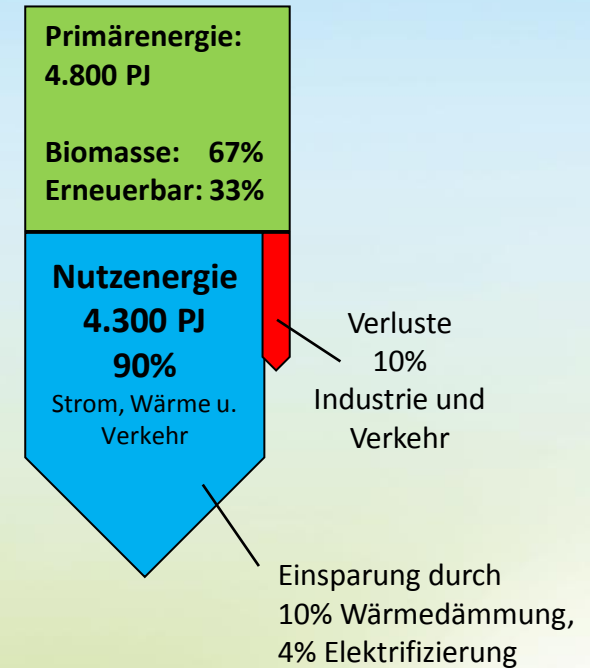 Primärenergie:
4.800 PJ
Biomasse: 67%
Erneuerbar: 33%
Nutzenergie
4.300 PJ
90%
Strom, Wärme u.
Verkehr
Verluste
10%
Industrie und
Verkehr
Einsparung durch
10% Wärmedämmung,
4% Elektrifizierung